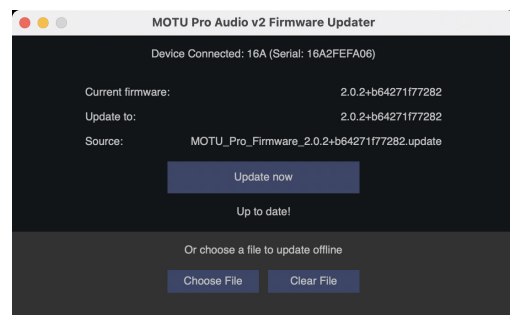 MOTU Pro Audio v2 Firmware Updater
Device Connected: 16A (Serial: 16A2FEFA06)
Current firmware: 2.0.2+b64271f77282
Update to: 2.0.2+b64271f77282
Source: MOTU_Pro_Firmware_2.0.2+b64271f77282.update
Update now
Up to date!
Or choose a file to update offline
Choose File Clear File